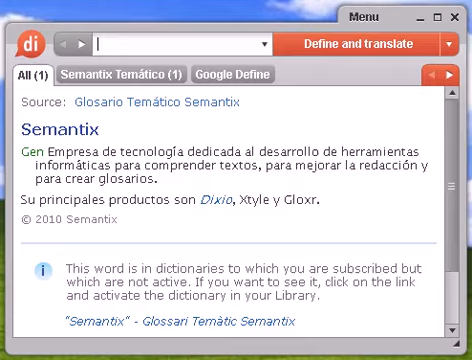 Menu
di
Define and translate
All (1)
Semantix Temático (1)
Google Define
Source: Glosario Temático Semantix
Semantix
Gen Empresa de tecnología dedicada al desarrollo de herramientas
informáticas para comprender textos, para mejorar la redacción y
para crear glosarios.
Su principales productos son Dixio, Xtyle y Gloxr.
© 2010 Semantix
i
This word is in dictionaries to which you are subscribed but
which are not active. If you want to see it, click on the link
and activate the dictionary in your Library.
"Semantix" - Glossari Temàtic Semantix